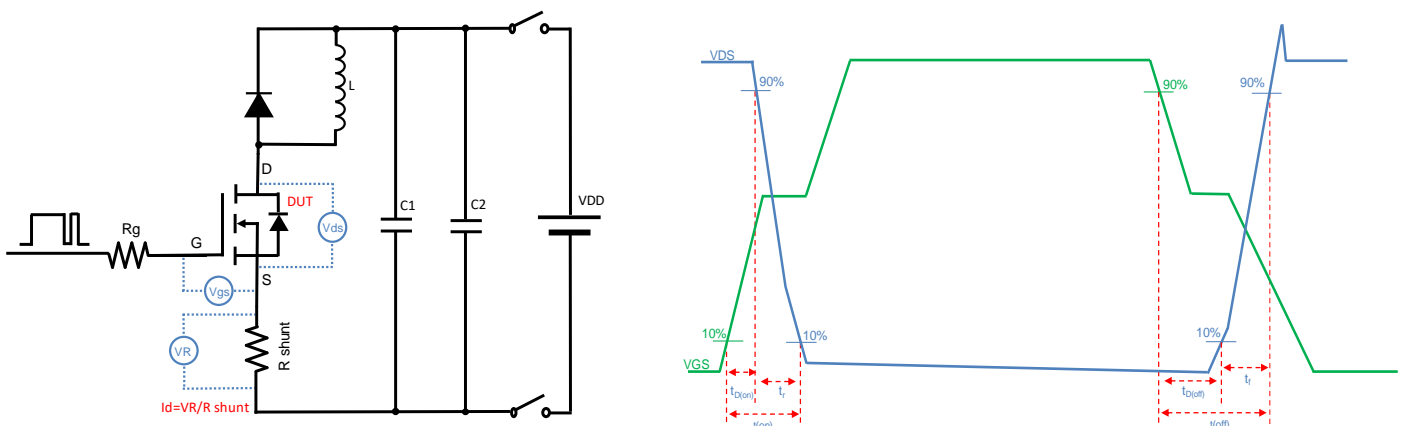 L
D
DUT
Rg
G
Vds
C1
C2
VDD
S
Vgs
VR
R shunt
Id=VR/R shunt
VDS
90%
90%
90%
10%
10%
10%
VGS
tD(on)
tr
tD(off)
tf
t(on)
t(off)